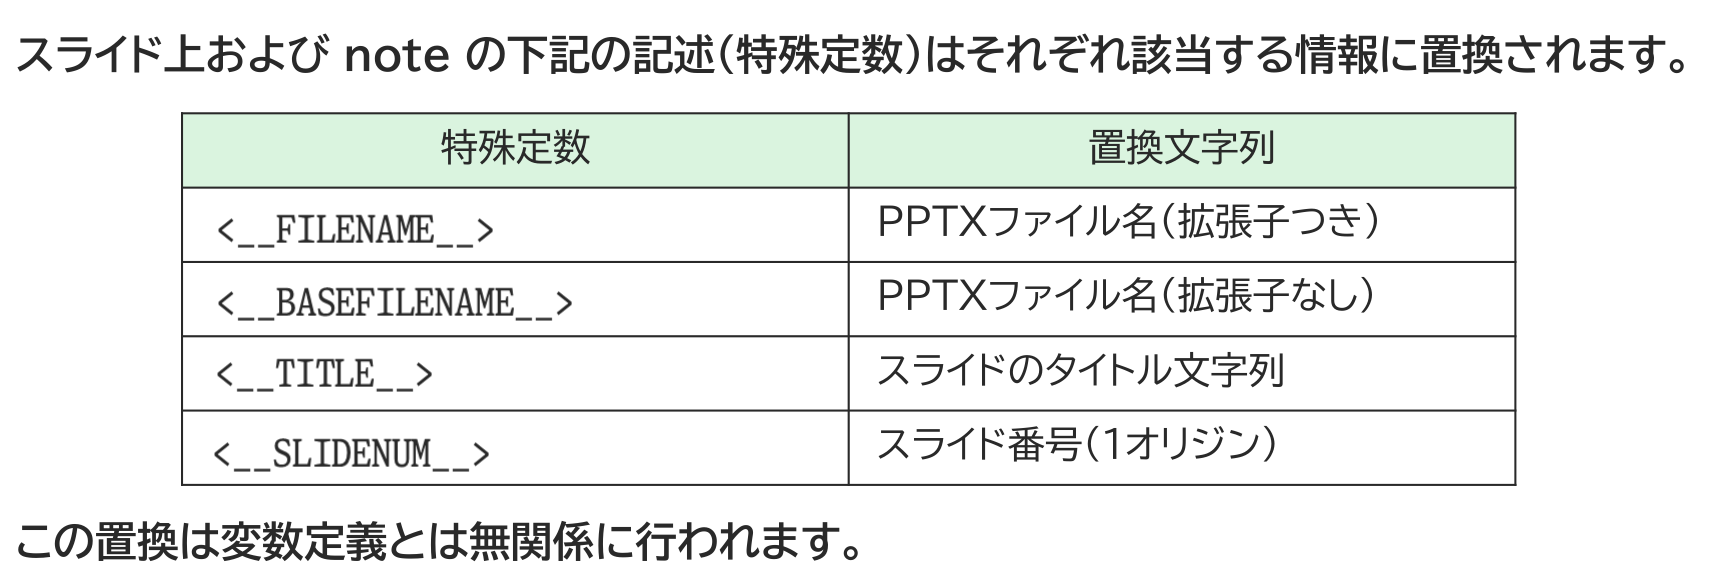 スライド上および note の下記の記述(特殊定数)はそれぞれ該当する情報に置換されます。
特殊定数 置換文字列
<__FILENAME__> PPTXファイル名(拡張子つき)
<__BASEFILENAME__> PPTXファイル名(拡張子なし)
<__TITLE__> スライドのタイトル文字列
<__SLIDENUM__> スライド番号(1オリジン)
この置換は変数定義とは無関係に行われます。